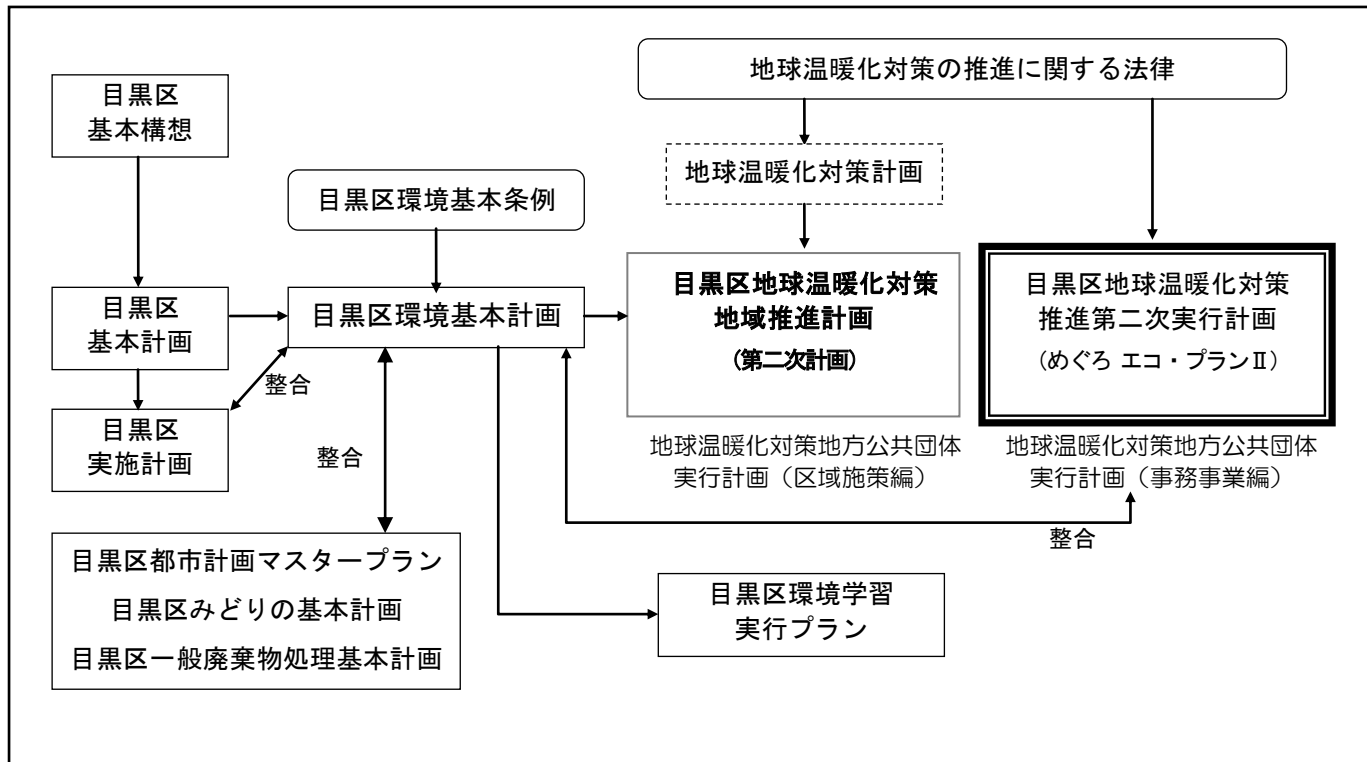 地球温暖化対策の推進に関する法律
目黒区
基本構想
地球温暖化対策計画
目黒区環境基本条例
目黒区地球温暖化対策
地域推進計画
(第二次計画)
目黒区地球温暖化対策
推進第二次実行計画
(めぐろ エコ・プランⅡ)
目黒区
基本計画
目黒区環境基本計画
整合
目黒区
実施計画
整合
地球温暖化対策地方公共団体
実行計画（区域施策編）
地球温暖化対策地方公共団体
実行計画（事務事業編）
整合
目黒区都市計画マスタープラン
目黒区みどりの基本計画
目黒区一般廃棄物処理基本計画
目黒区環境学習
実行プラン